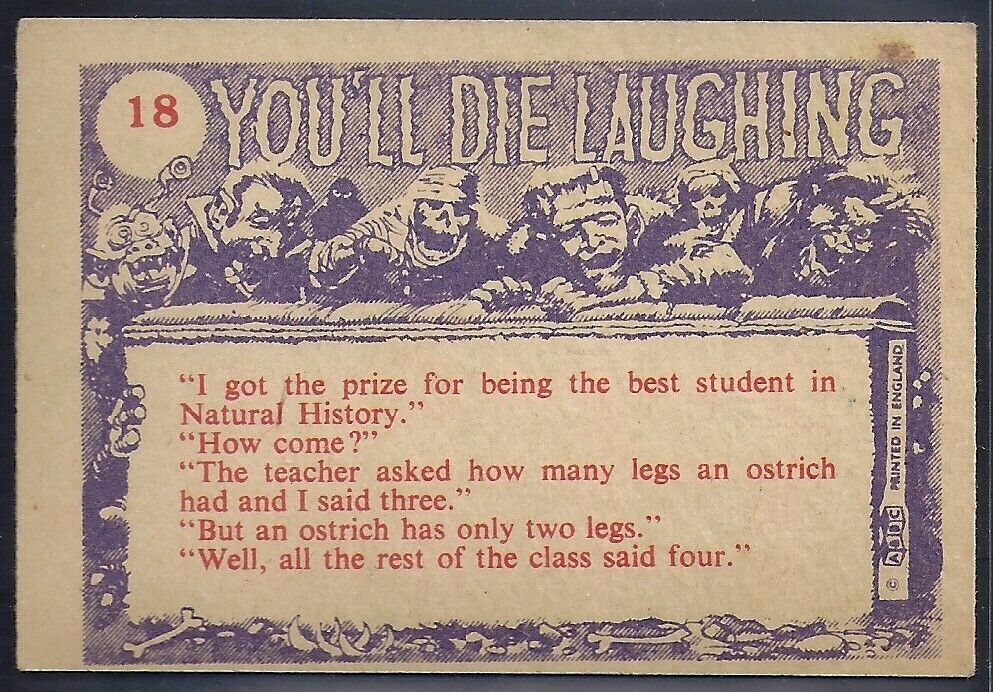 18
YOU'LL DIE LAUGHING
“I got the prize for being the best student in
Natural History.”
“How come?”
“The teacher asked how many legs an ostrich
had and I said three.”
“But an ostrich has only two legs.”
“Well, all the rest of the class said four.”
© A&BC PRINTED IN ENGLAND